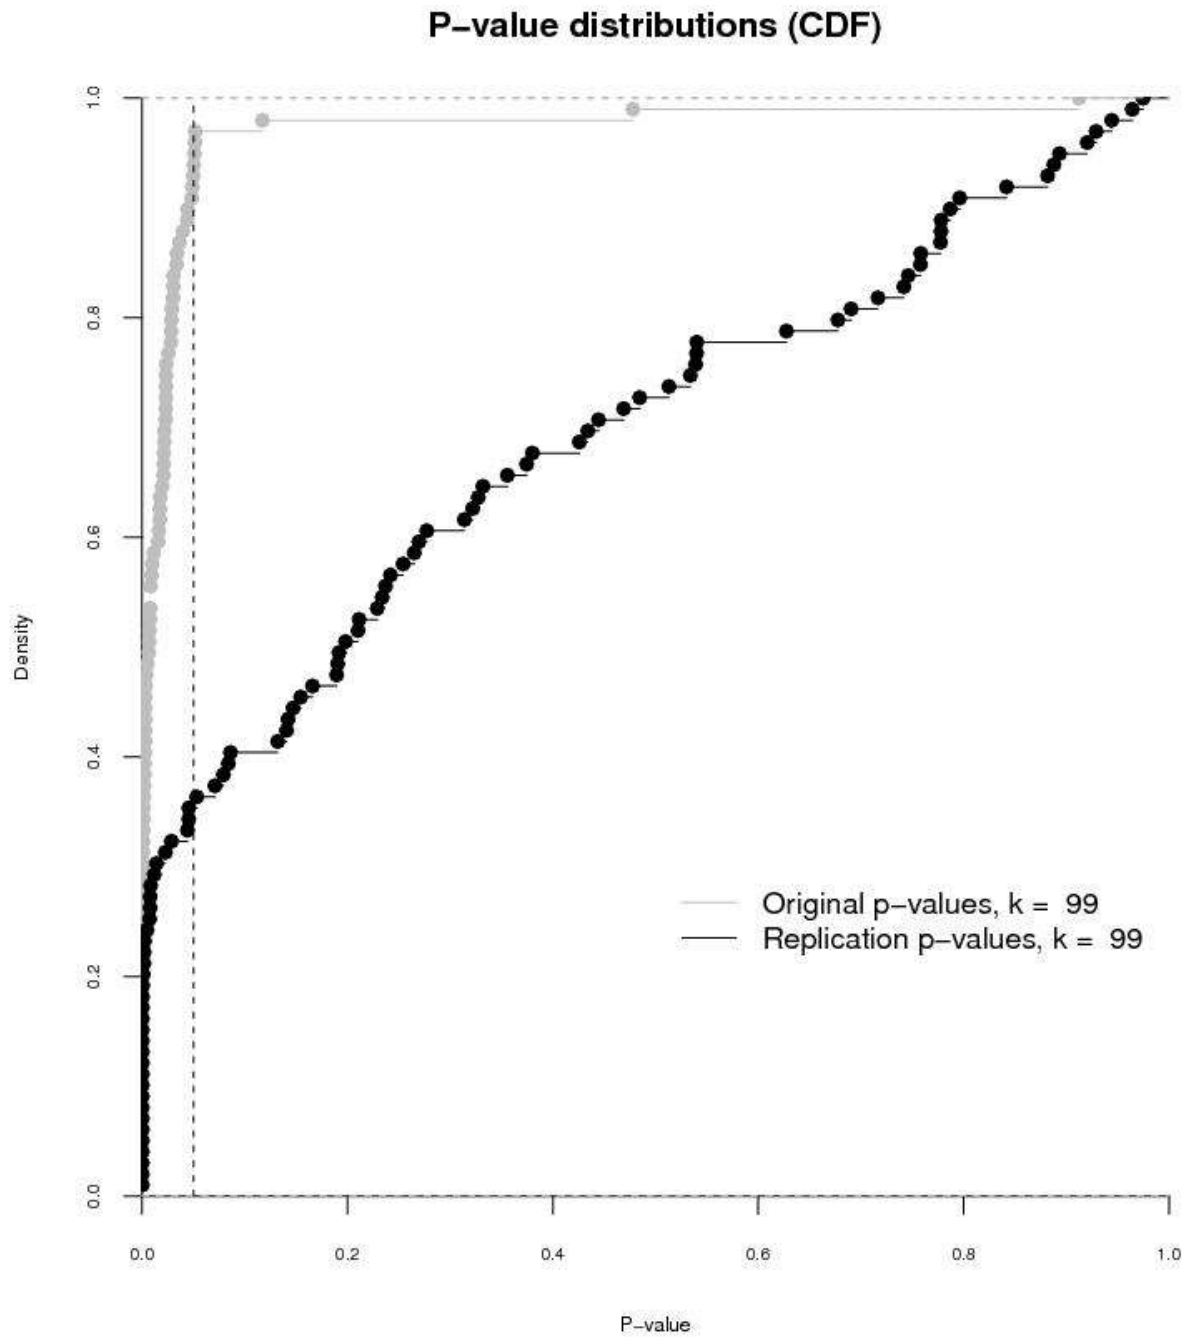 P−value distributions (CDF)
1.0
0.8
0.6
0.4
0.2
0.0
Density
Original p−values, k =  99
Replication p−values, k =  99
0.0 0.2 0.4 0.6 0.8 1.0
P−value